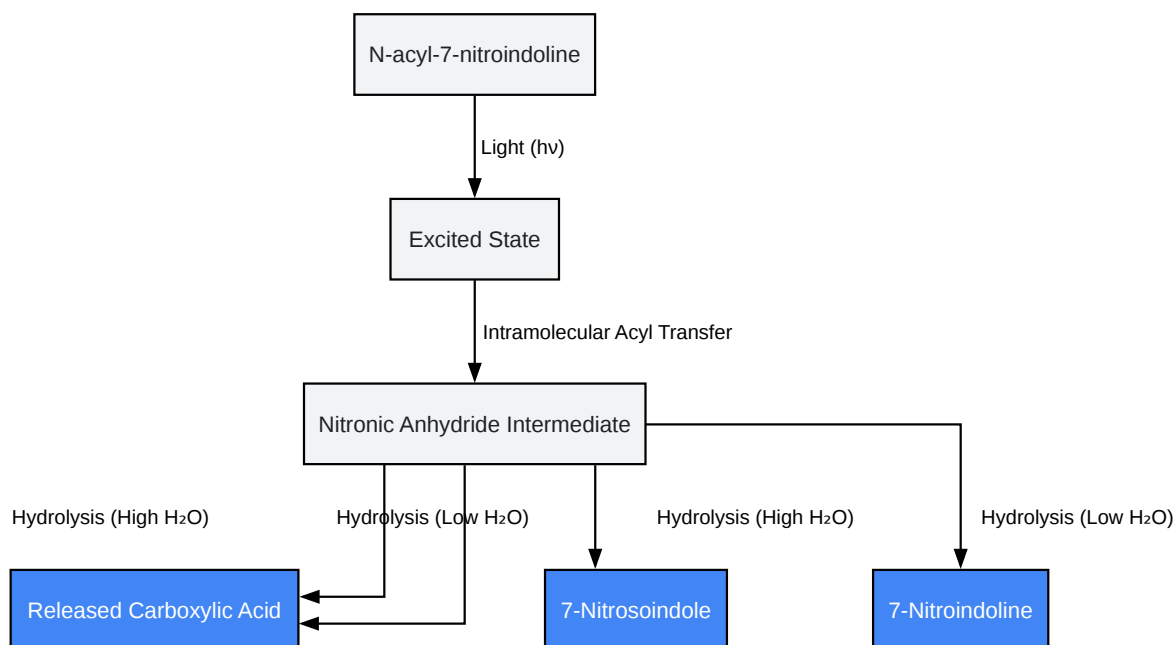 N-acyl-7-nitroindoline
Light (hν)
Excited State
Intramolecular Acyl Transfer
Nitronic Anhydride Intermediate
Hydrolysis (High H₂O)
Hydrolysis (Low H₂O)
Hydrolysis (High H₂O)
Hydrolysis (Low H₂O)
Released Carboxylic Acid
7-Nitrosoindole
7-Nitroindoline